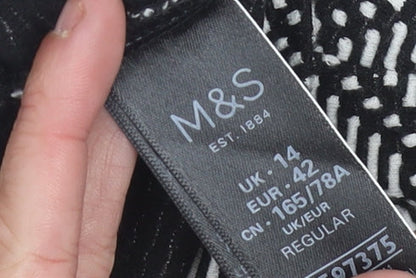 M&S
EST. 1884
UK · 14
EUR · 42
CN · 165/78A
UK/EUR
REGULAR